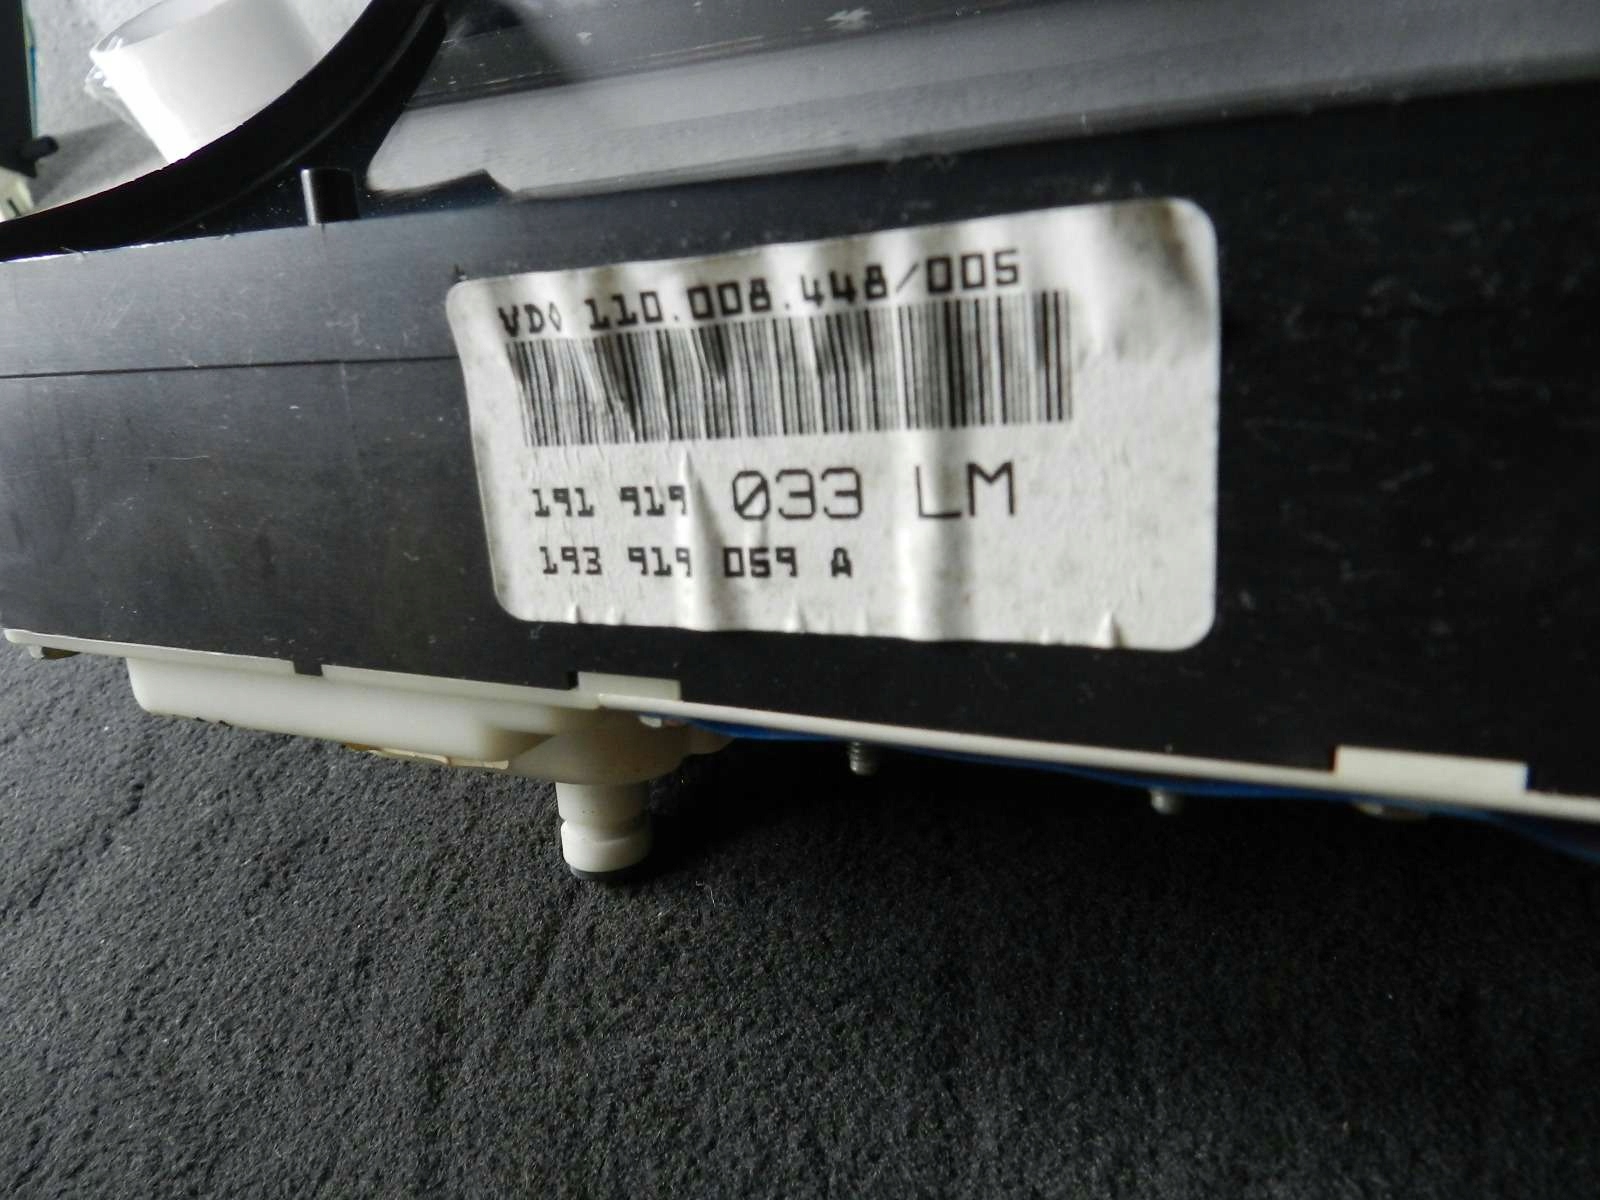 VDO 110.008.448/005
191 919 033 LM
193 919 059 A